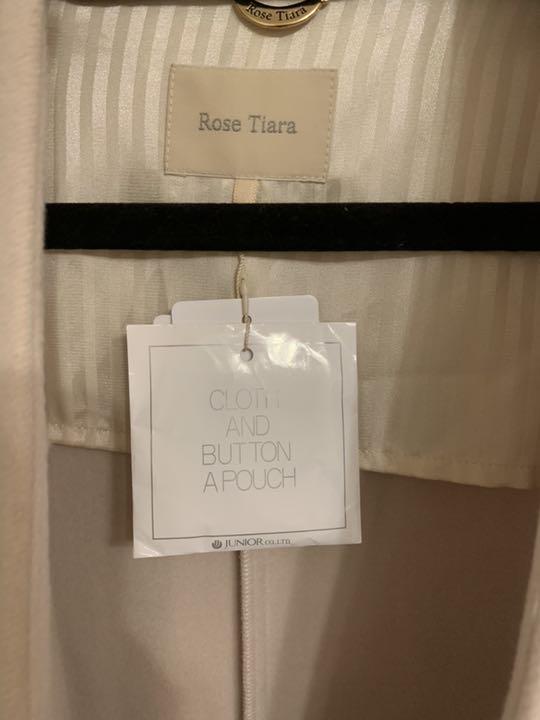 Rose Tiara
Rose Tiara
CLOTH
AND
BUTTON
A POUCH
JUNIOR CO.,LTD.